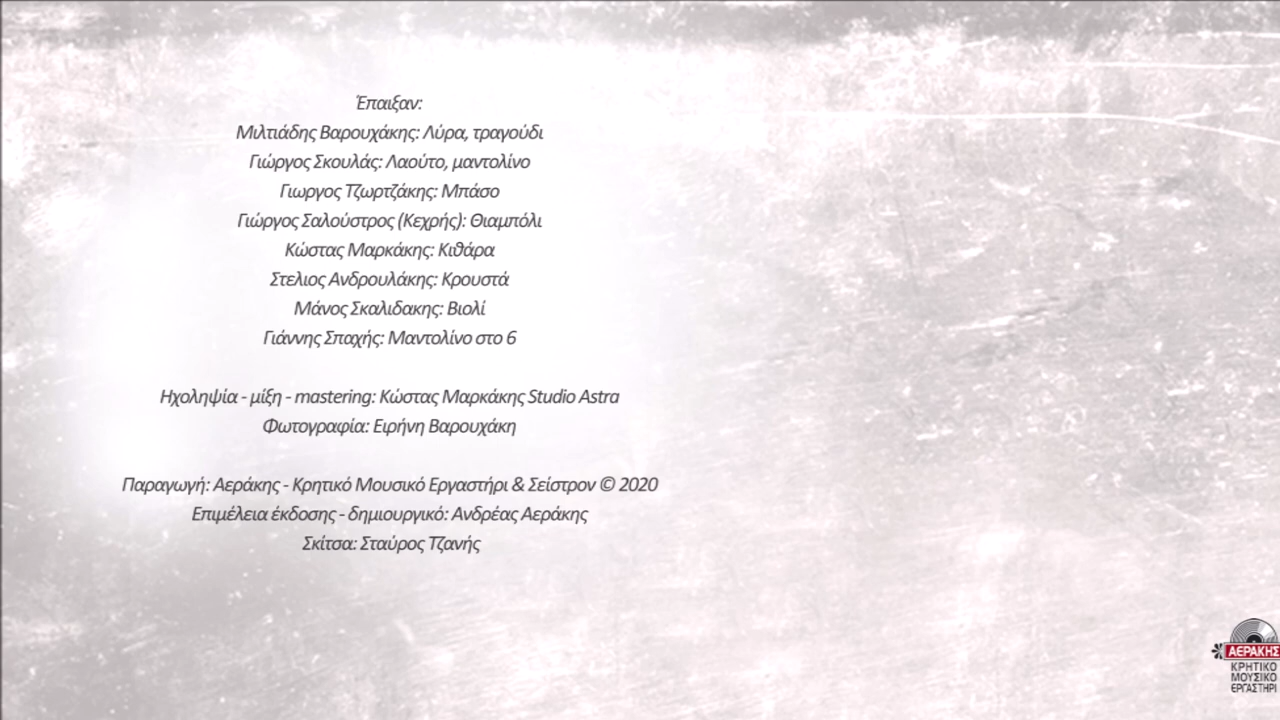 Έπαιξαν:
Μιλτιάδης Βαρουχάκης: Λύρα, τραγούδι
Γιώργος Σκουλάς: Λαούτο, μαντολίνο
Γιωργος Τζωρτζάκης: Μπάσο
Γιώργος Σαλούστρος (Κεχρής): Θιαμπόλι
Κώστας Μαρκάκης: Κιθάρα
Στελιος Ανδρουλάκης: Κρουστά
Μάνος Σκαλιδακης: Βιολί
Γιάννης Σπαχής: Μαντολίνο στο 6
Ηχοληψία - μίξη - mastering: Κώστας Μαρκάκης Studio Astra
Φωτογραφία: Ειρήνη Βαρουχάκη
Παραγωγή: Αεράκης - Κρητικό Μουσικό Εργαστήρι & Σείστρον © 2020
Επιμέλεια έκδοσης - δημιουργικό: Ανδρέας Αεράκης
Σκίτσα: Σταύρος Τζανής
ΑΕΡΑΚΗΣ
ΚΡΗΤΙΚΟ
ΜΟΥΣΙΚΟ
ΕΡΓΑΣΤΗΡΙ